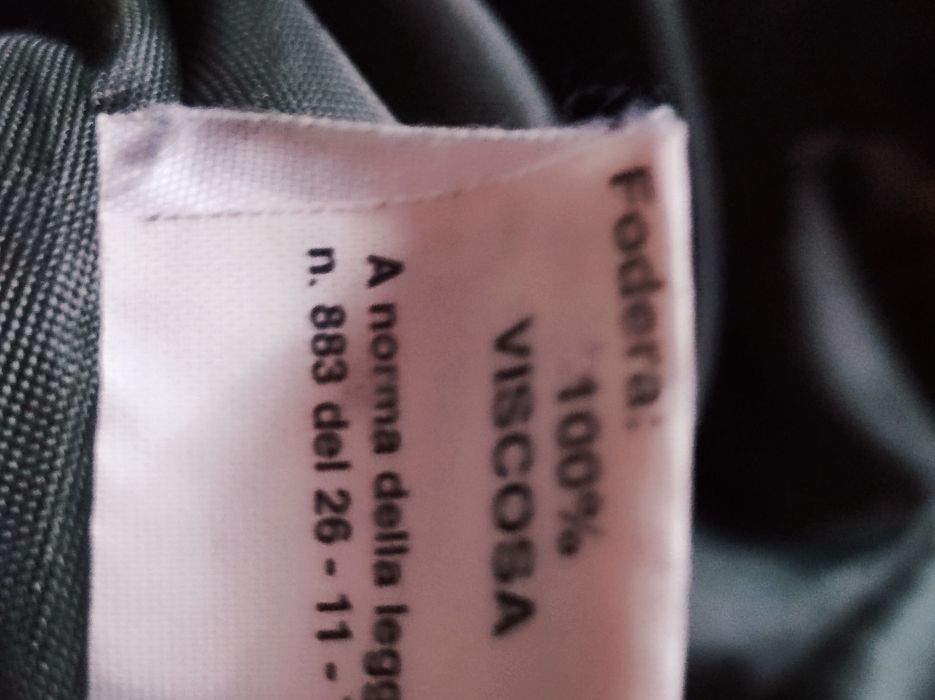 Fodera:
100%
VISCOSA
A norma della legg
n. 883 del 26 - 11 -